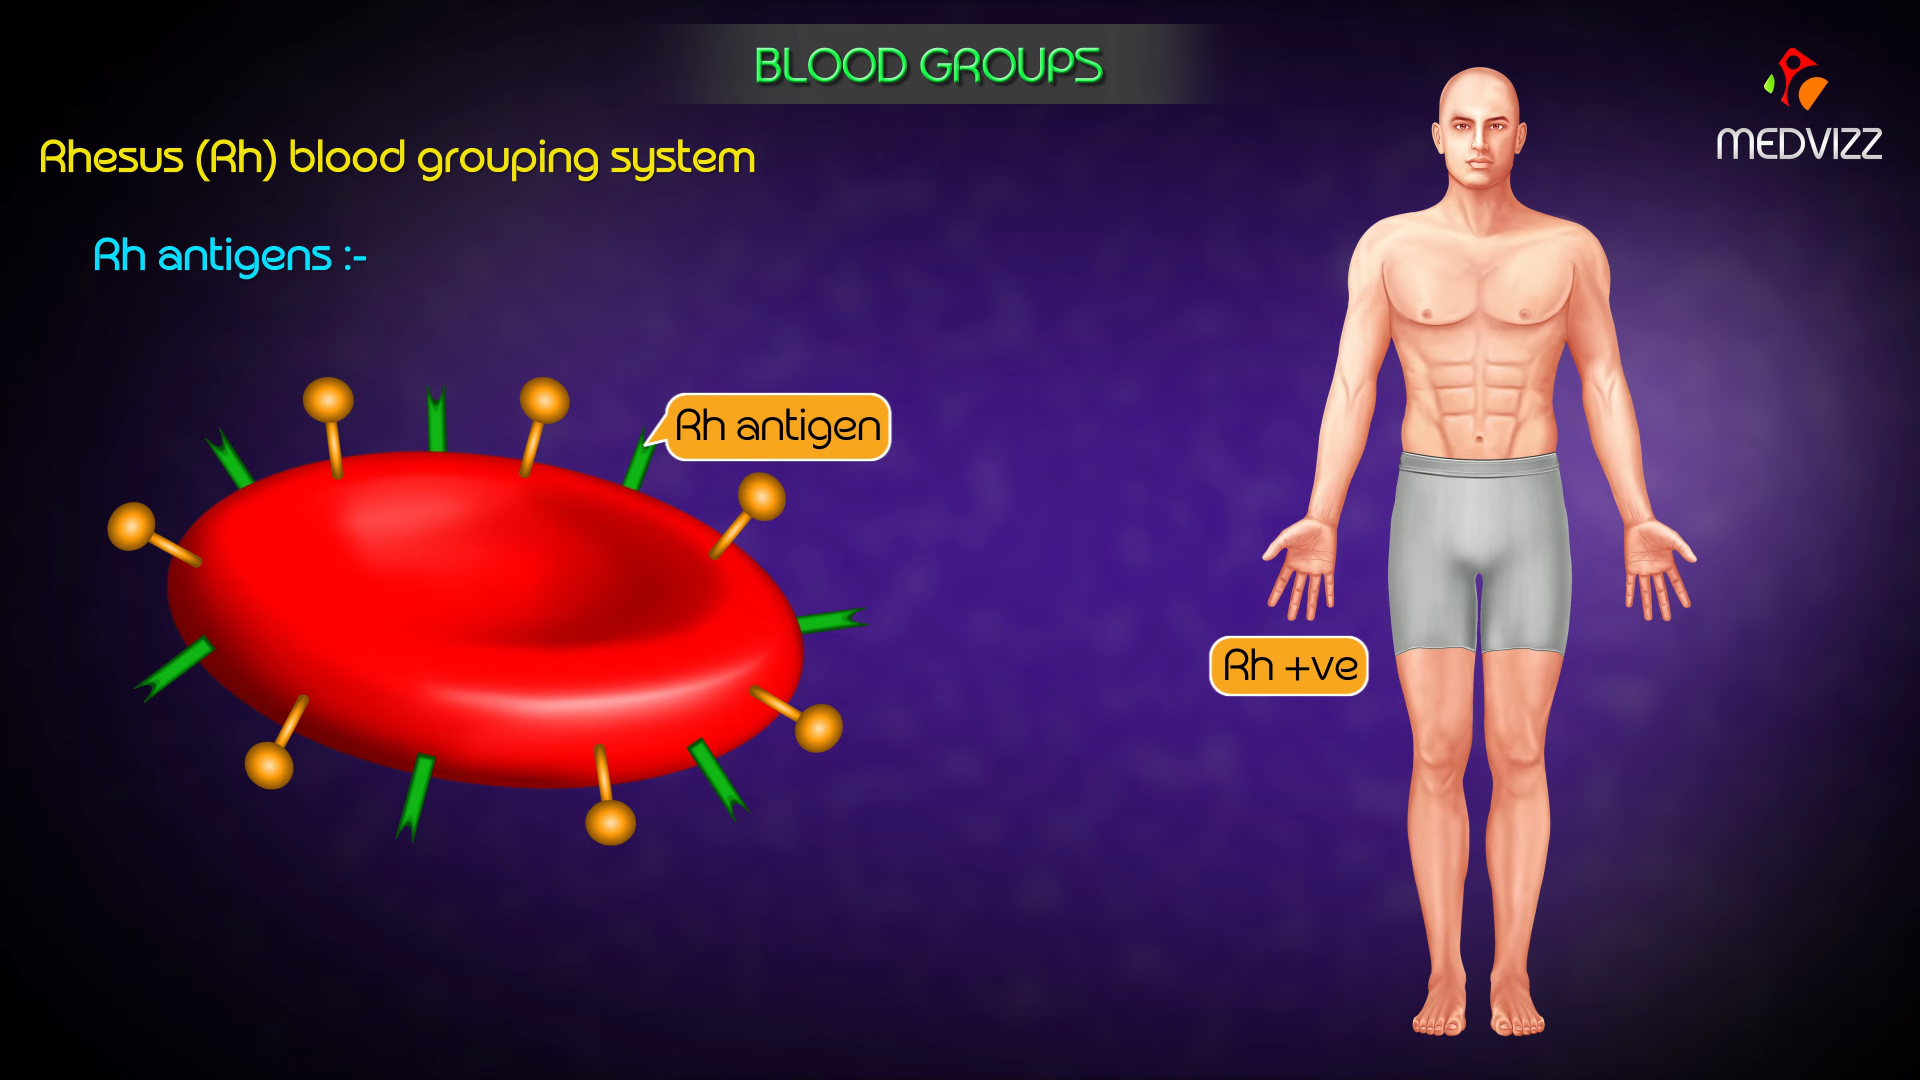 BLOOD GROUPS
MEDVIZZ
Rhesus (Rh) blood grouping system
Rh antigens :-
Rh antigen
Rh +ve